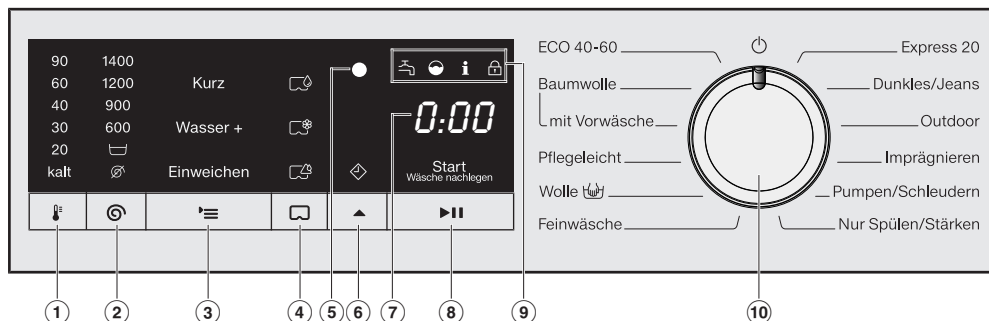 90 1400
60 1200 Kurz
40 900
30 600 Wasser +
20
kalt Einweichen
0:00
Start
Wäsche nachlegen
ECO 40-60
Baumwolle
mit Vorwäsche
Pflegeleicht
Wolle
Feinwäsche
Express 20
Dunkles/Jeans
Outdoor
Imprägnieren
Pumpen/Schleudern
Nur Spülen/Stärken
1 2 3 4 5 6 7 8 9 10